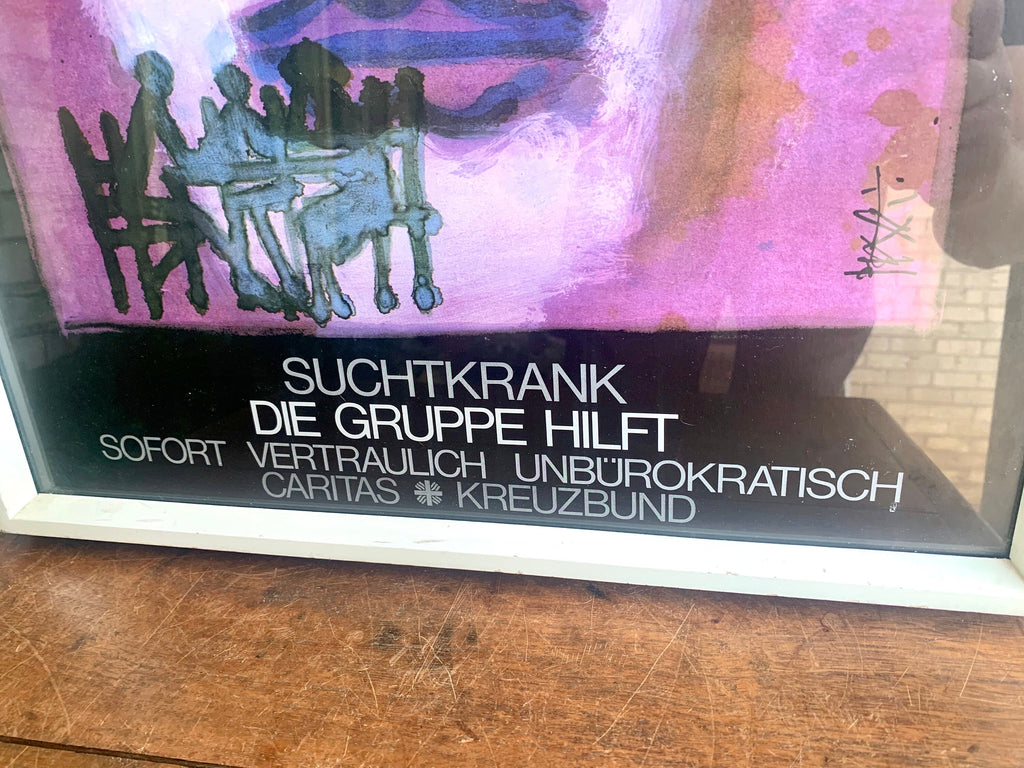 SUCHTKRANK
DIE GRUPPE HILFT
SOFORT VERTRAULICH UNBÜROKRATISCH
CARITAS KREUZBUND